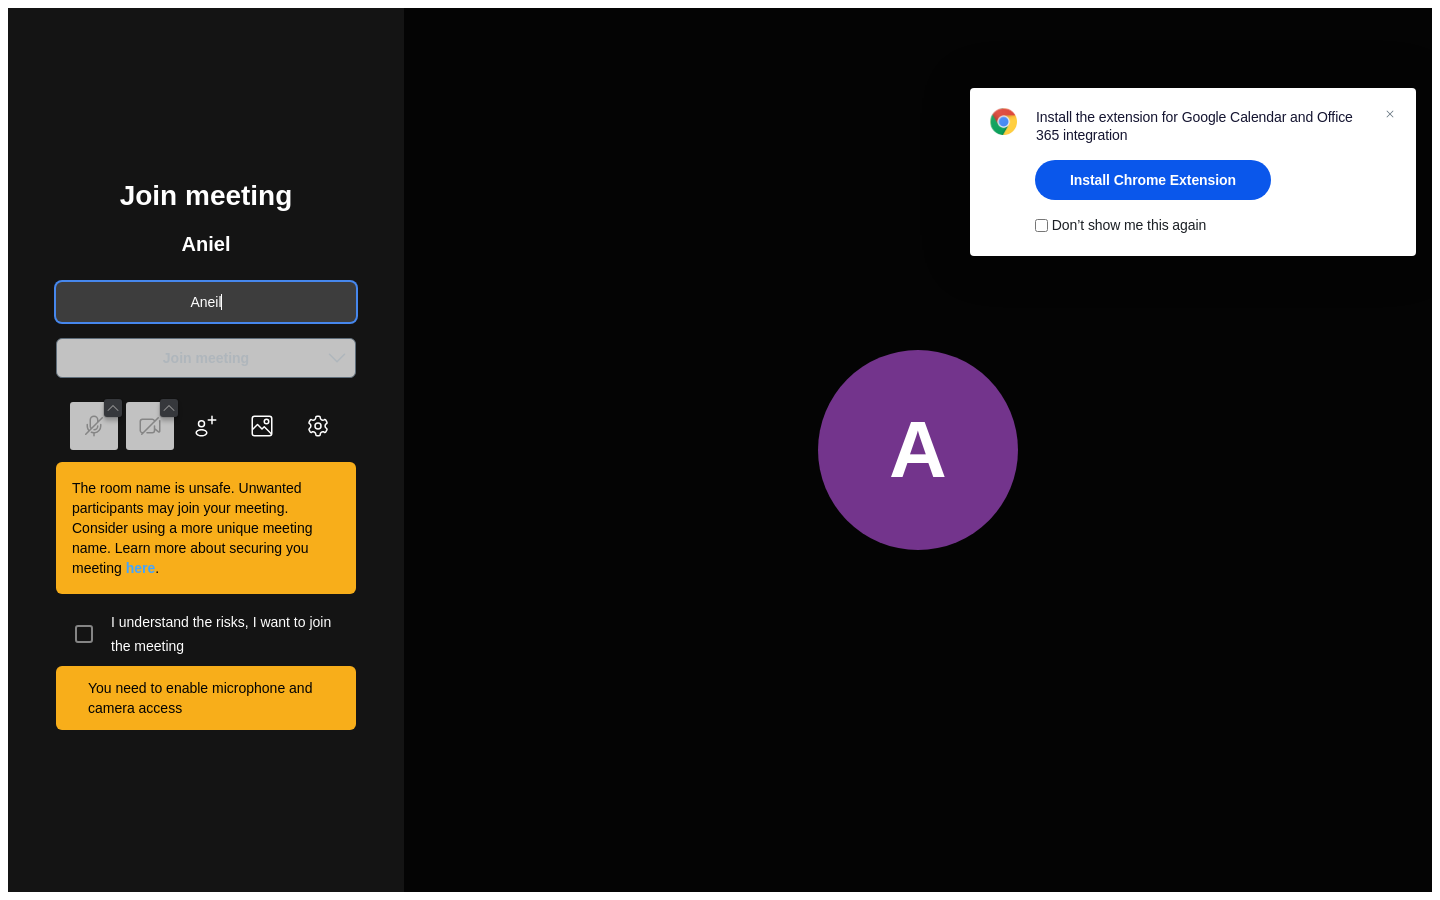 Join meeting
Aniel
Aneil
Join meeting
The room name is unsafe. Unwanted
participants may join your meeting.
Consider using a more unique meeting
name. Learn more about securing you
meeting here.
I understand the risks, I want to join
the meeting
You need to enable microphone and
camera access
Install the extension for Google Calendar and Office
365 integration
Install Chrome Extension
Don't show me this again
A